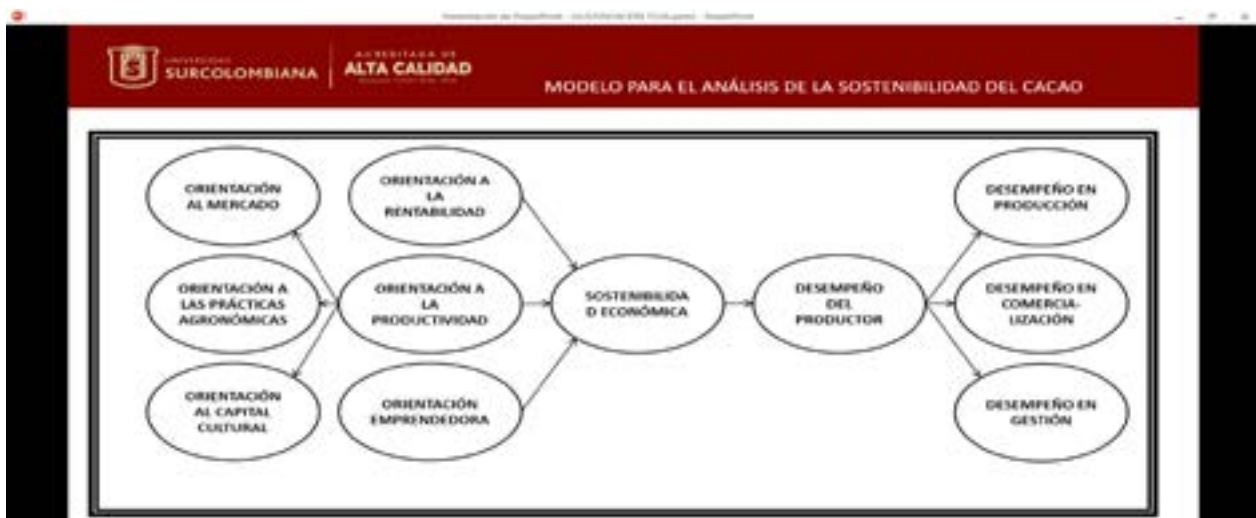 UNIVERSIDAD
SURCOLOMBIANA
ACREDITADA DE
ALTA CALIDAD
MODELO PARA EL ANÁLISIS DE LA SOSTENIBILIDAD DEL CACAO
ORIENTACIÓN
AL MERCADO
ORIENTACIÓN A
LA
RENTABILIDAD
DESEMPEÑO EN
PRODUCCIÓN
ORIENTACIÓN A
LAS PRÁCTICAS
AGRONÓMICAS
ORIENTACIÓN A
LA
PRODUCTIVIDAD
SOSTENIBILIDA
D ECONÓMICA
DESEMPEÑO
DEL
PRODUCTOR
DESEMPEÑO EN
COMERCIA-
LIZACIÓN
ORIENTACIÓN
AL CAPITAL
CULTURAL
ORIENTACIÓN
EMPRENDEDORA
DESEMPEÑO EN
GESTIÓN